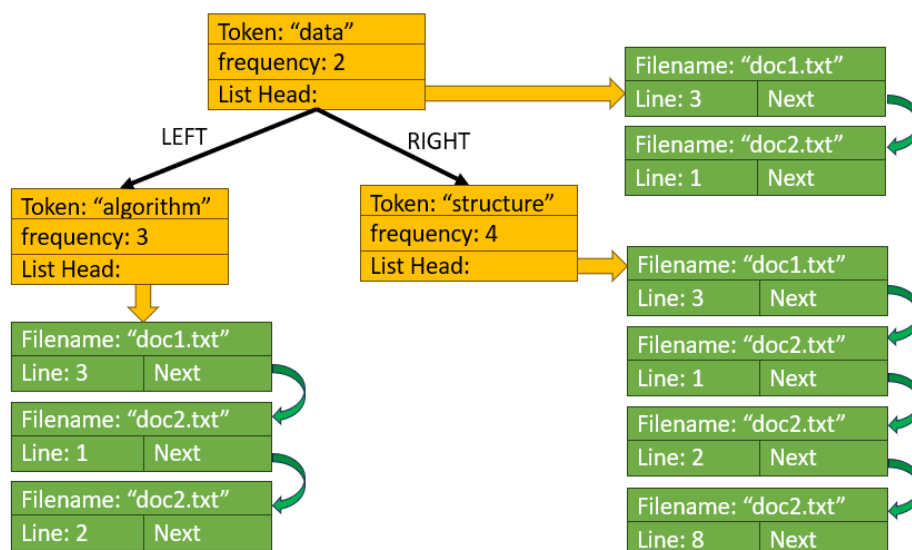 Token: “data”
frequency: 2
List Head:
Filename: “doc1.txt”
Line: 3 Next
Filename: “doc2.txt”
Line: 1 Next
LEFT
RIGHT
Token: “algorithm”
frequency: 3
List Head:
Token: “structure”
frequency: 4
List Head:
Filename: “doc1.txt”
Line: 3 Next
Filename: “doc2.txt”
Line: 1 Next
Filename: “doc2.txt”
Line: 2 Next
Filename: “doc1.txt”
Line: 3 Next
Filename: “doc2.txt”
Line: 1 Next
Filename: “doc2.txt”
Line: 2 Next
Filename: “doc2.txt”
Line: 8 Next